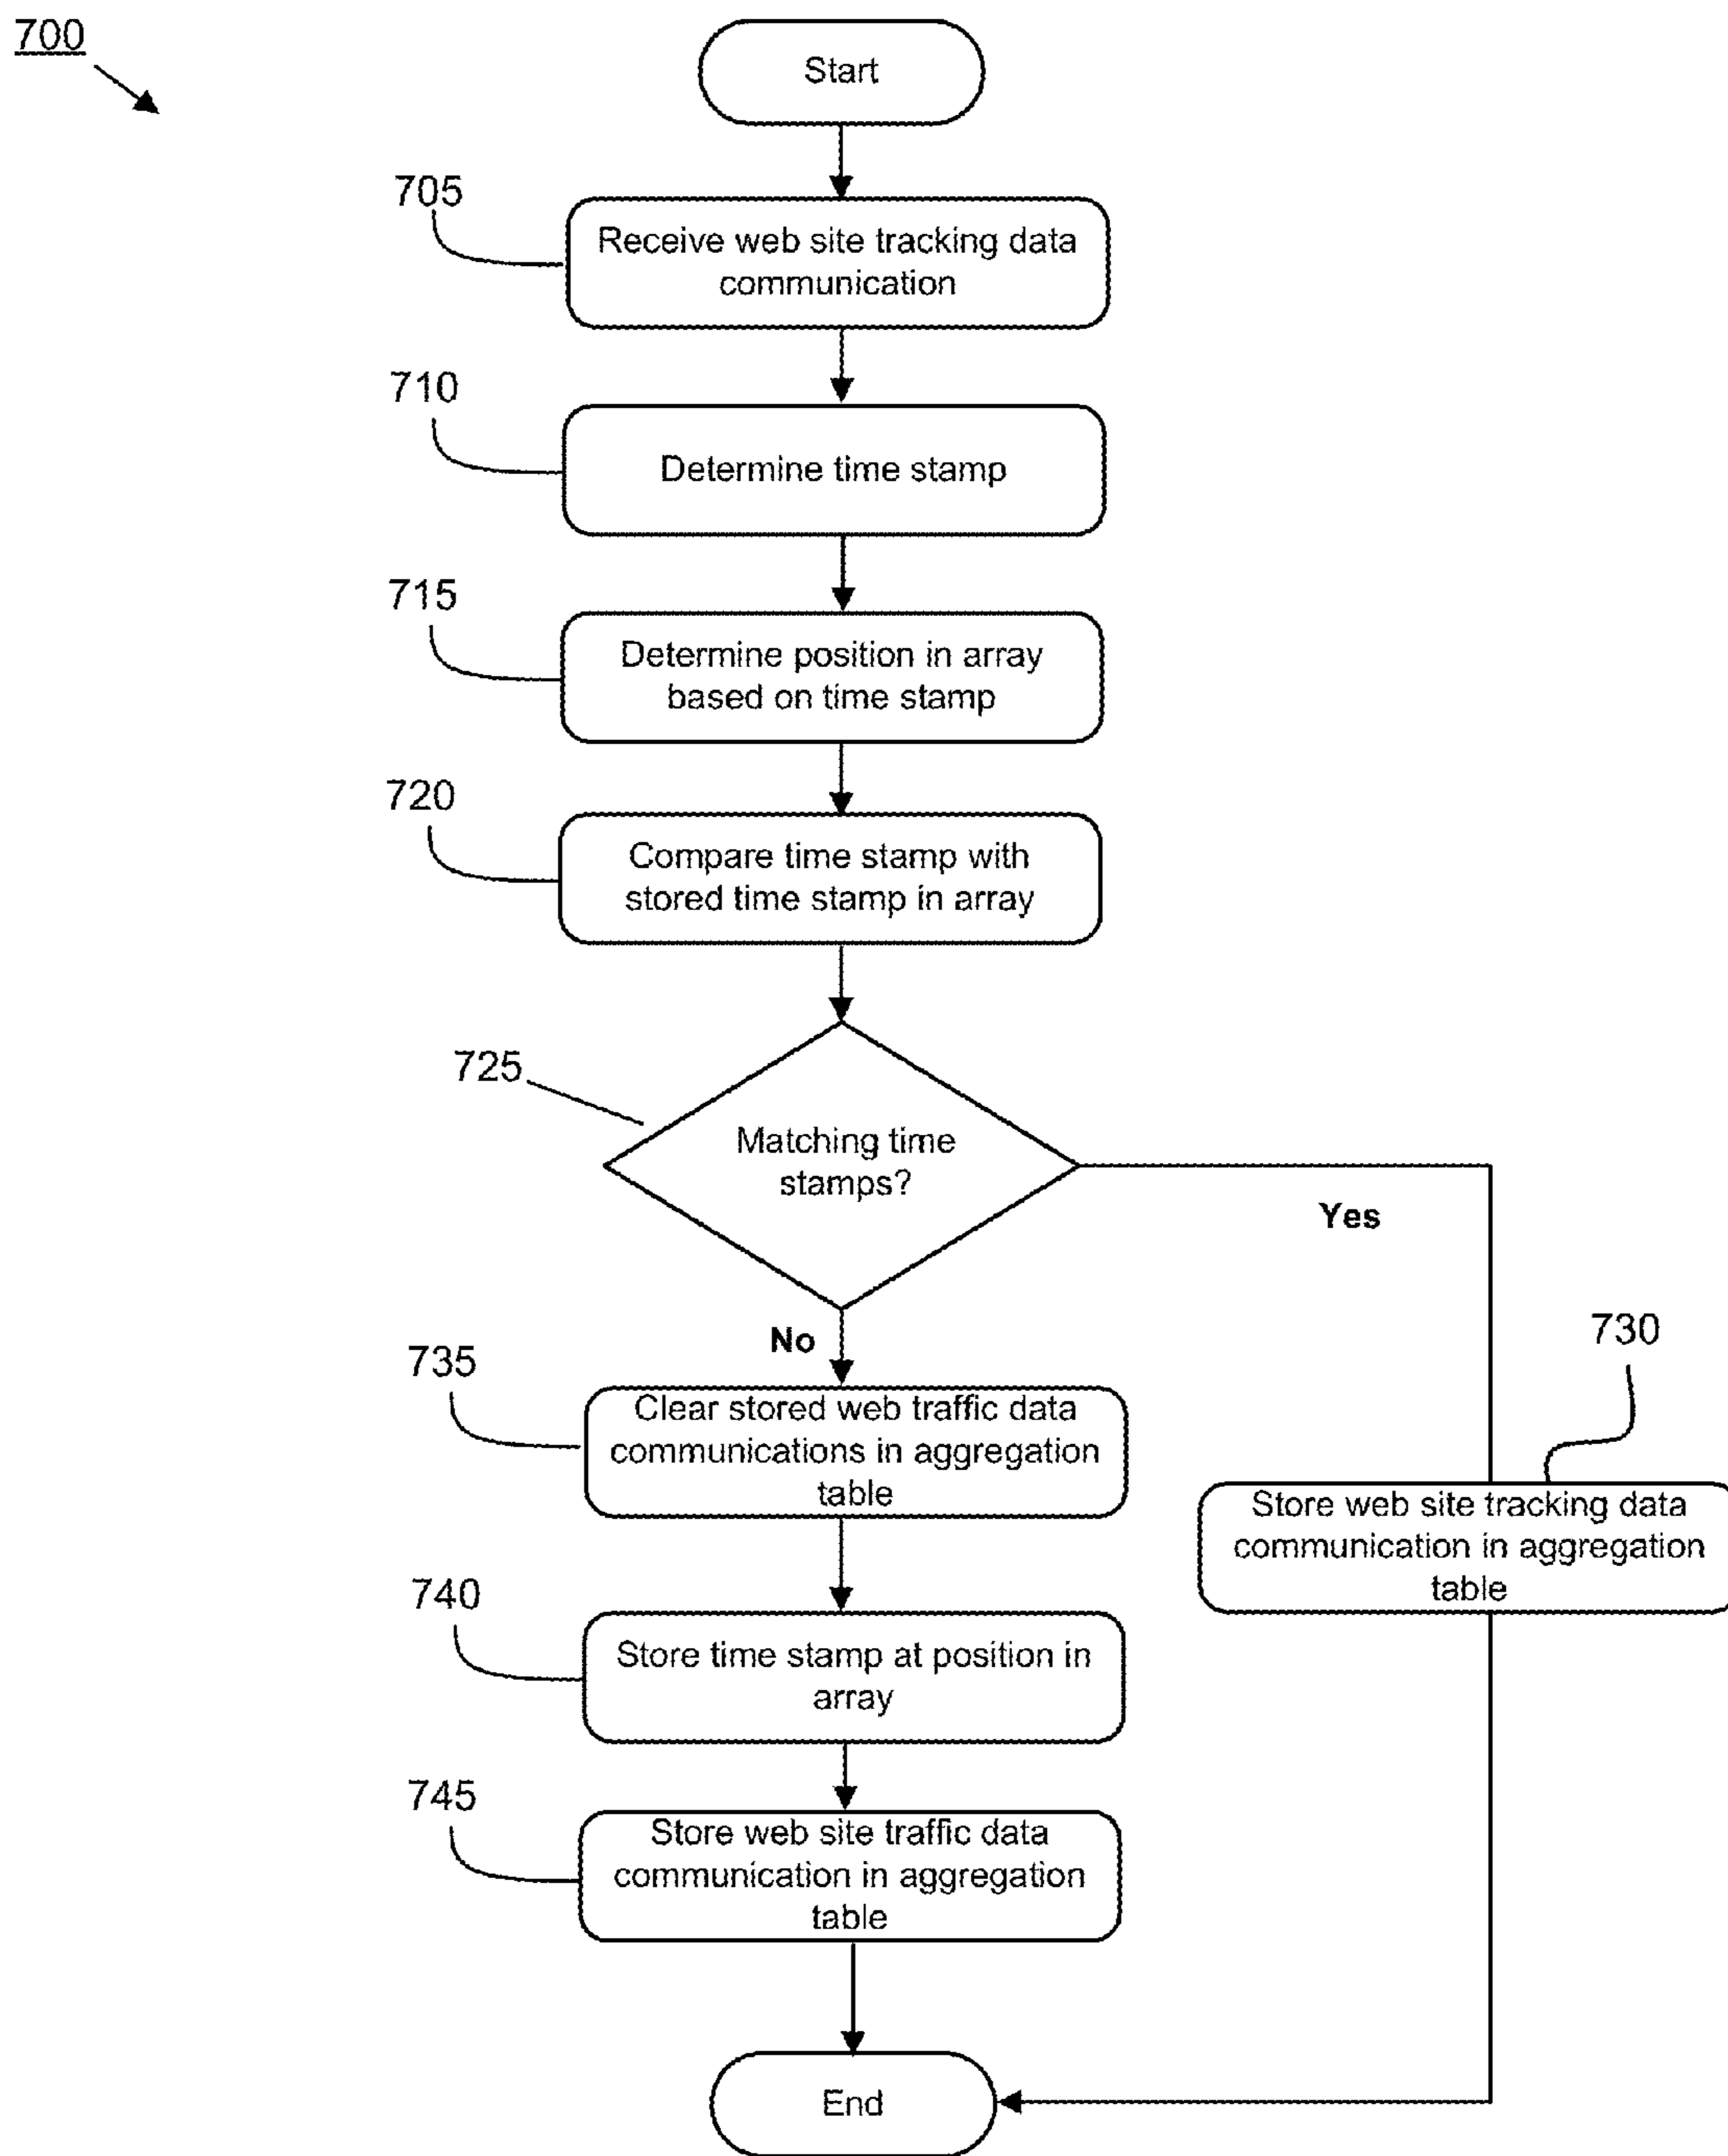 700
Start
705
Receive web site tracking data
communication
710
Determine time stamp
715
Determine position in array
based on time stamp
720
Compare time stamp with
stored time stamp in array
725
Matching time
stamps?
Yes
No
730
735
Clear stored web traffic data
communications in aggregation
table
Store web site tracking data
communication in aggregation
table
740
Store time stamp at position in
array
745
Store web site traffic data
communication in aggregation
table
End